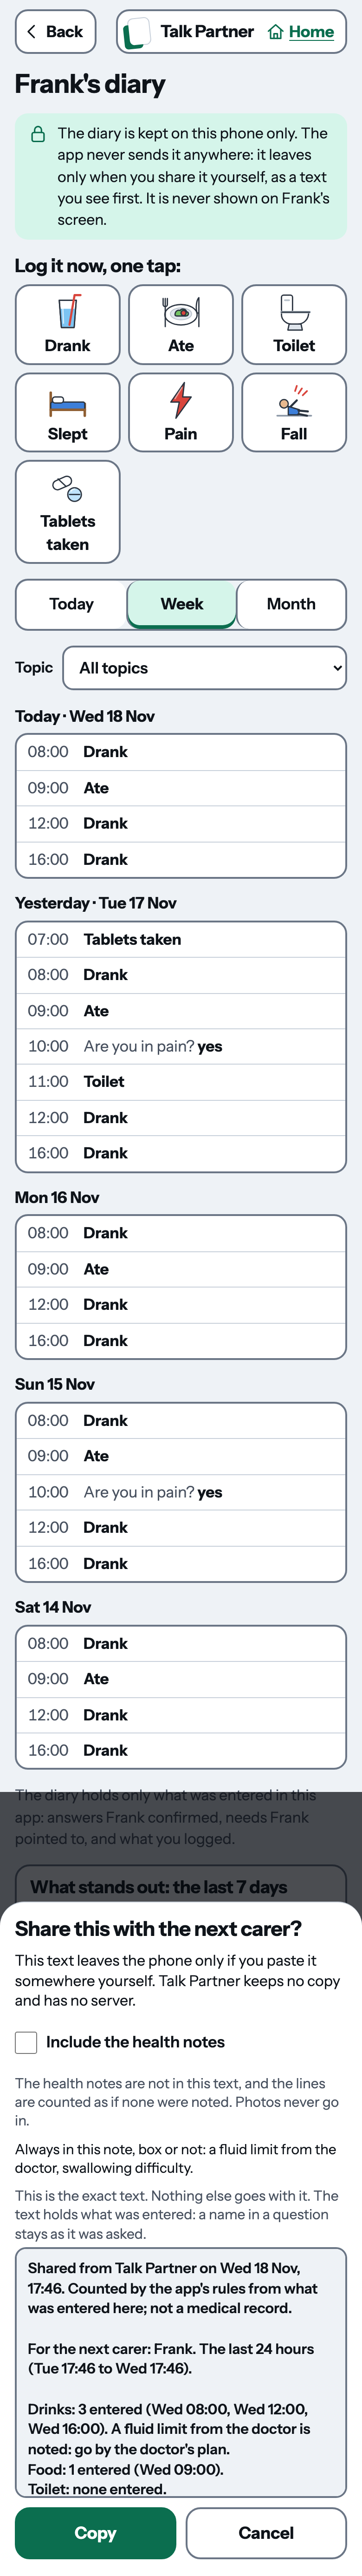 Back
Talk Partner
Home
Frank's diary
The diary is kept on this phone only. The
app never sends it anywhere: it leaves
only when you share it yourself, as a text
you see first. It is never shown on Frank's
screen.
Log it now, one tap:
Drank
Ate
Toilet
Slept
Pain
Fall
Tablets
taken
Today
Week
Month
Topic
All topics
Today · Wed 18 Nov
08:00 Drank
09:00 Ate
12:00 Drank
16:00 Drank
Yesterday · Tue 17 Nov
07:00 Tablets taken
08:00 Drank
09:00 Ate
10:00 Are you in pain? yes
11:00 Toilet
12:00 Drank
16:00 Drank
Mon 16 Nov
08:00 Drank
09:00 Ate
12:00 Drank
16:00 Drank
Sun 15 Nov
08:00 Drank
09:00 Ate
10:00 Are you in pain? yes
12:00 Drank
16:00 Drank
Sat 14 Nov
08:00 Drank
09:00 Ate
12:00 Drank
16:00 Drank
The diary holds only what was entered in this
app: answers Frank confirmed, needs Frank
pointed to, and what you logged.
What stands out: the last 7 days
Share this with the next carer?
This text leaves the phone only if you paste it
somewhere yourself. Talk Partner keeps no copy
and has no server.
Include the health notes
The health notes are not in this text, and the lines
are counted as if none were noted. Photos never go
in.
Always in this note, box or not: a fluid limit from the
doctor, swallowing difficulty.
This is the exact text. Nothing else goes with it. The
text holds what was entered: a name in a question
stays as it was asked.
Shared from Talk Partner on Wed 18 Nov,
17:46. Counted by the app's rules from what
was entered here; not a medical record.
For the next carer: Frank. The last 24 hours
(Tue 17:46 to Wed 17:46).
Drinks: 3 entered (Wed 08:00, Wed 12:00,
Wed 16:00). A fluid limit from the doctor is
noted: go by the doctor's plan.
Food: 1 entered (Wed 09:00).
Toilet: none entered.
Copy
Cancel